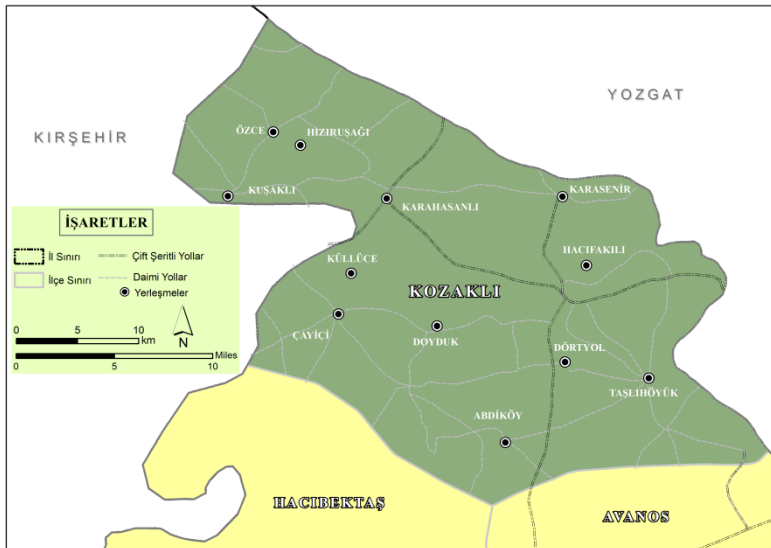 YOZGAT
KIRŞEHİR
ÖZCE
HIZIRUŞAĞI
KUŞAKLI
KARAHASANLI
KARASENİR
HACIFAKILI
KÜLLÜCE
KOZAKLI
ÇAYİÇİ
DOYDUK
DÖRTYOL
TAŞLIHÖYÜK
ABDİKÖY
HACIBEKTAŞ
AVANOS
İŞARETLER
İl Sınırı
Çift Şeritli Yollar
İlçe Sınırı
Daimi Yollar
Yerleşmeler
0 5 10
km
N
Miles
0 5 10